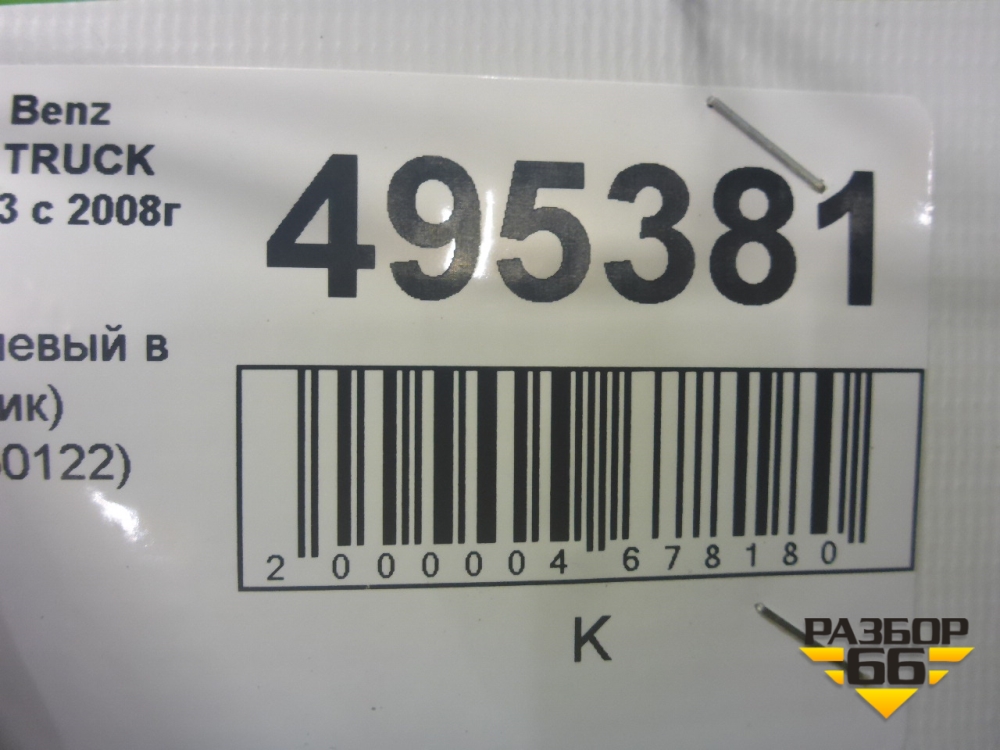 Benz
TRUCK
3 с 2008г
495381
левый в
ик)
0122)
2 000004 678180
K
РАЗБОР
66